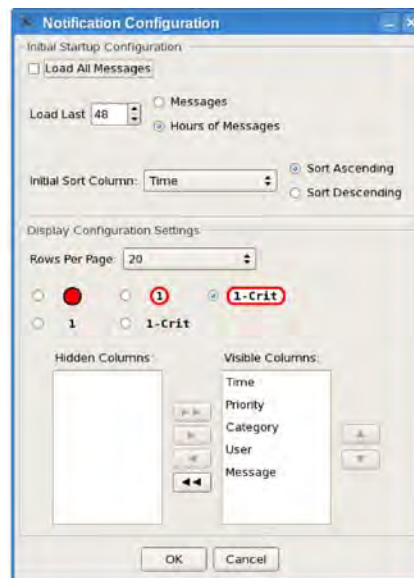 Notification Configuration
Initial Startup Configuration
Load All Messages
Messages
Load Last 48
Hours of Messages
Sort Ascending
Initial Sort Column: Time
Sort Descending
Display Configuration Settings
Rows Per Page: 20
1 1-Crit
1 1-Crit
Hidden Columns: Visible Columns:
Time
Priority
Category
User
Message
OK Cancel